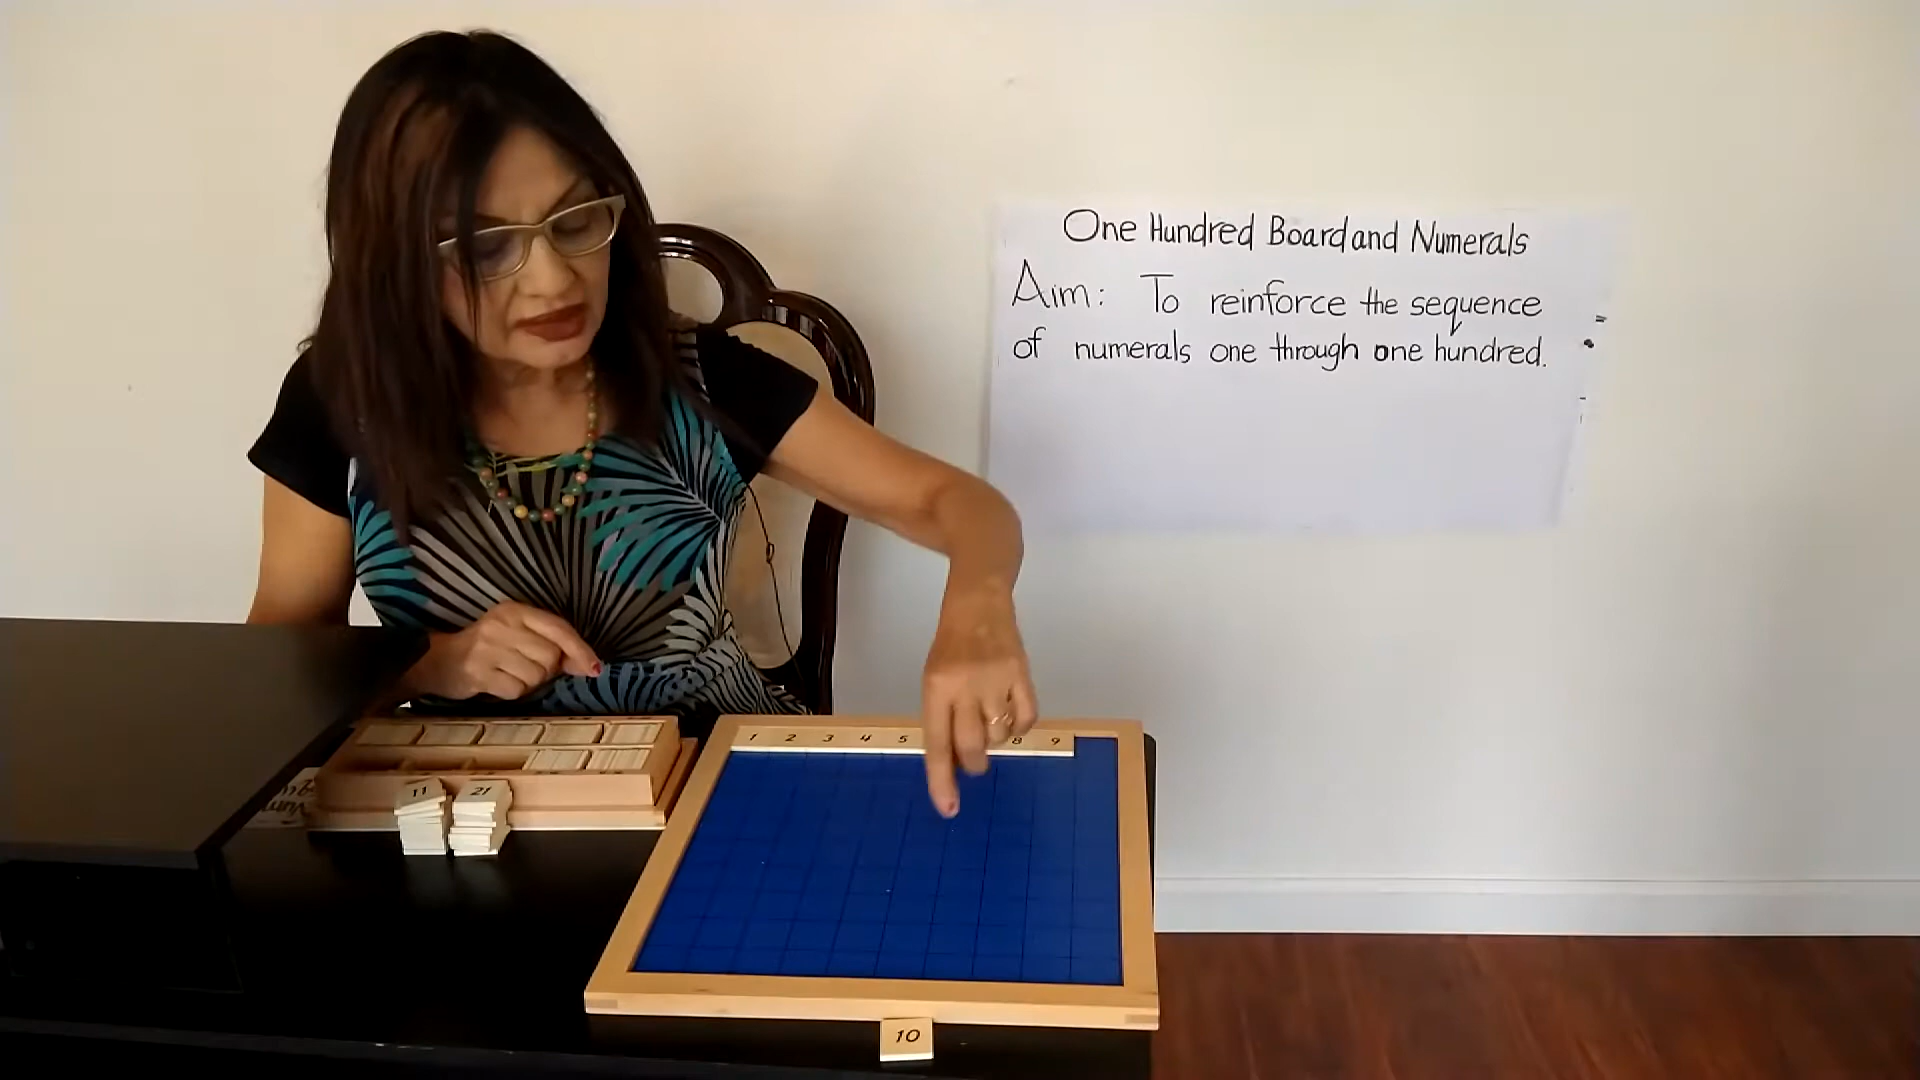 One Hundred Board and Numerals
Aim: To reinforce the sequence
of numerals one through one hundred.
1 2 3 4 5 8 9
11 21
10